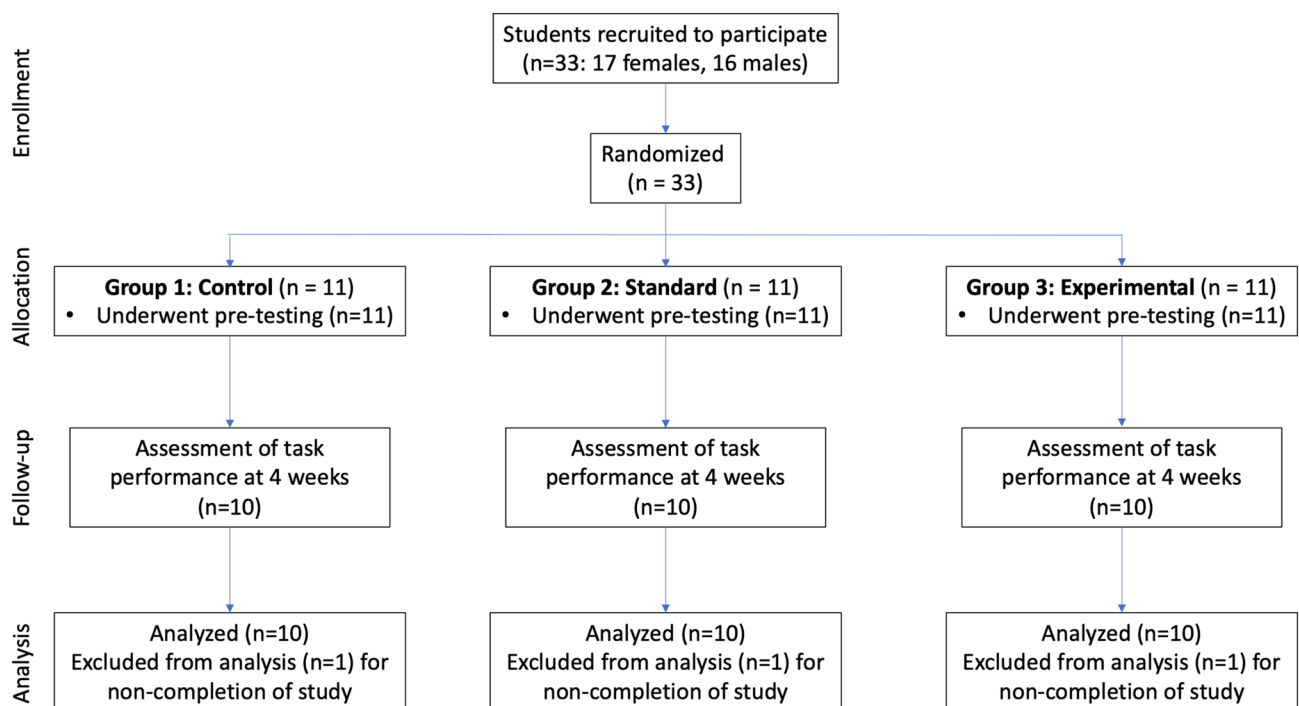 Enrollment
Students recruited to participate
(n=33: 17 females, 16 males)
Randomized
(n = 33)
Allocation
Group 1: Control (n = 11)
• Underwent pre-testing (n=11)
Group 2: Standard (n = 11)
• Underwent pre-testing (n=11)
Group 3: Experimental (n = 11)
• Underwent pre-testing (n=11)
Follow-up
Assessment of task
performance at 4 weeks
(n=10)
Assessment of task
performance at 4 weeks
(n=10)
Assessment of task
performance at 4 weeks
(n=10)
Analysis
Analyzed (n=10)
Excluded from analysis (n=1) for
non-completion of study
Analyzed (n=10)
Excluded from analysis (n=1) for
non-completion of study
Analyzed (n=10)
Excluded from analysis (n=1) for
non-completion of study